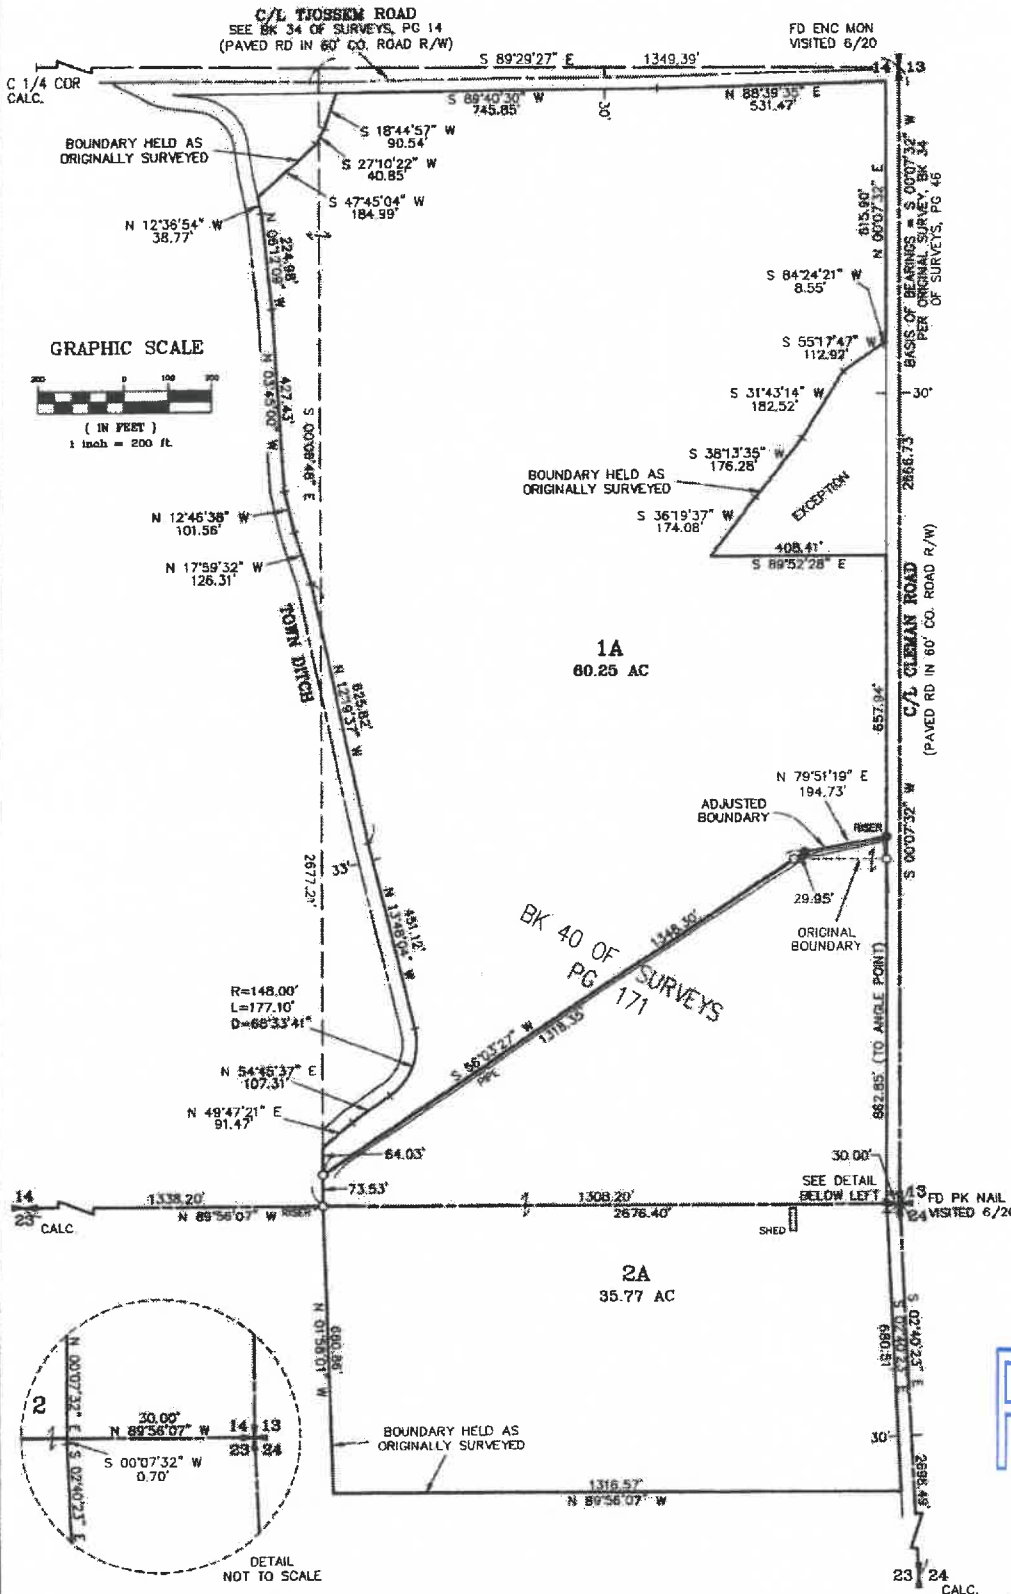 C/L TJOSSEM ROAD
SEE BK 34 OF SURVEYS, PG 14
(PAVED RD IN 60' CO. ROAD R/W)
FD ENC MON
VISITED 6/20
S 89°29'27" E 1349.39'
C 1/4 COR
CALC.
14 13
S 89°40'30" W
745.85'
30'
N 88°39'35" E
531.47'
S 18°44'57" W
90.54'
BOUNDARY HELD AS
ORIGINALLY SURVEYED
S 27°10'22" W
40.85'
S 47°45'04" W
184.99'
N 12°36'54" W
38.77'
224.98'
N 06°12'09" W
615.90'
N 00°07'32" E
BASIS OF BEARINGS = S 00°07'32" W
PER ORIGINAL SURVEY, BK 34
OF SURVEYS, PG 46
S 84°24'21" W
8.55'
S 55°17'47" W
112.92'
GRAPHIC SCALE
200 0 100 200
( IN FEET )
1 inch = 200 ft.
427.43'
N 03°45'00" W
S 00°08'48" E
S 31°43'14" W
182.52'
30'
S 38°13'35" W
176.28'
2666.73'
BOUNDARY HELD AS
ORIGINALLY SURVEYED
EXCEPTION
S 36°19'37" W
174.08'
N 12°46'38" W
101.56'
408.41'
S 89°52'28" E
N 17°59'32" W
126.31'
TOWN DITCH
C/L CLEMAN ROAD
(PAVED RD IN 60' CO. ROAD R/W)
1A
60.25 AC
625.82'
N 12°19'37" W
657.94'
N 79°51'19" E
194.73'
ADJUSTED
BOUNDARY
RISER
S 00°07'32" W
33'
2677.21'
29.95'
ORIGINAL
BOUNDARY
451.12'
N 13°48'04" W
BK 40 OF SURVEYS
PG 171
1348.30'
S 56°03'27" W
1318.35'
PIPE
R=148.00'
L=177.10'
D=68°33'41"
862.85' (TO ANGLE POINT)
N 54°45'37" E
107.31'
N 49°47'21" E
91.47'
64.03'
30.00'
73.53'
SEE DETAIL
BELOW LEFT
14
23
CALC.
1338.20'
N 89°56'07" W
RISER
1308.20'
2676.40'
13
24
FD PK NAIL
VISITED 6/20
SHED
2A
35.77 AC
N 01°58'01" W
680.86'
680.51'
S 02°40'23" E
S 02°40'23" E
2
N 00°07'32" E
S 02°40'23" E
30.00'
N 89°56'07" W
14 13
23 24
S 00°07'32" W
0.70'
BOUNDARY HELD AS
ORIGINALLY SURVEYED
30'
2698.49'
1316.57'
N 89°56'07" W
DETAIL
NOT TO SCALE
23 24
CALC.